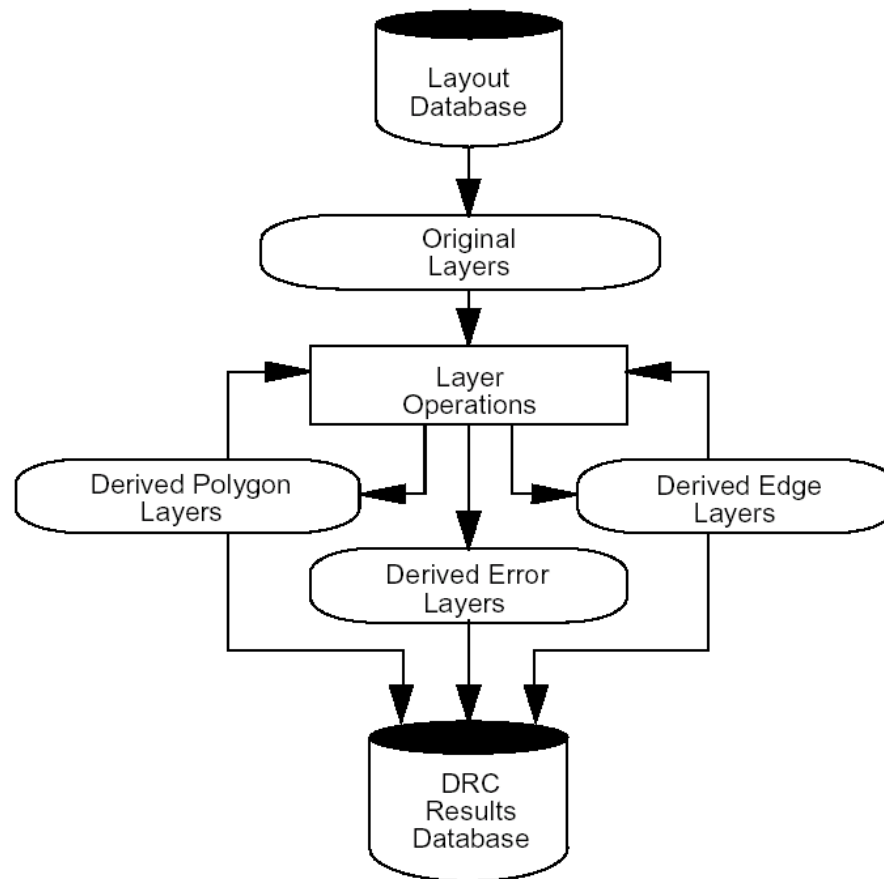 Layout
Database
Original
Layers
Layer
Operations
Derived Polygon
Layers
Derived Edge
Layers
Derived Error
Layers
DRC
Results
Database